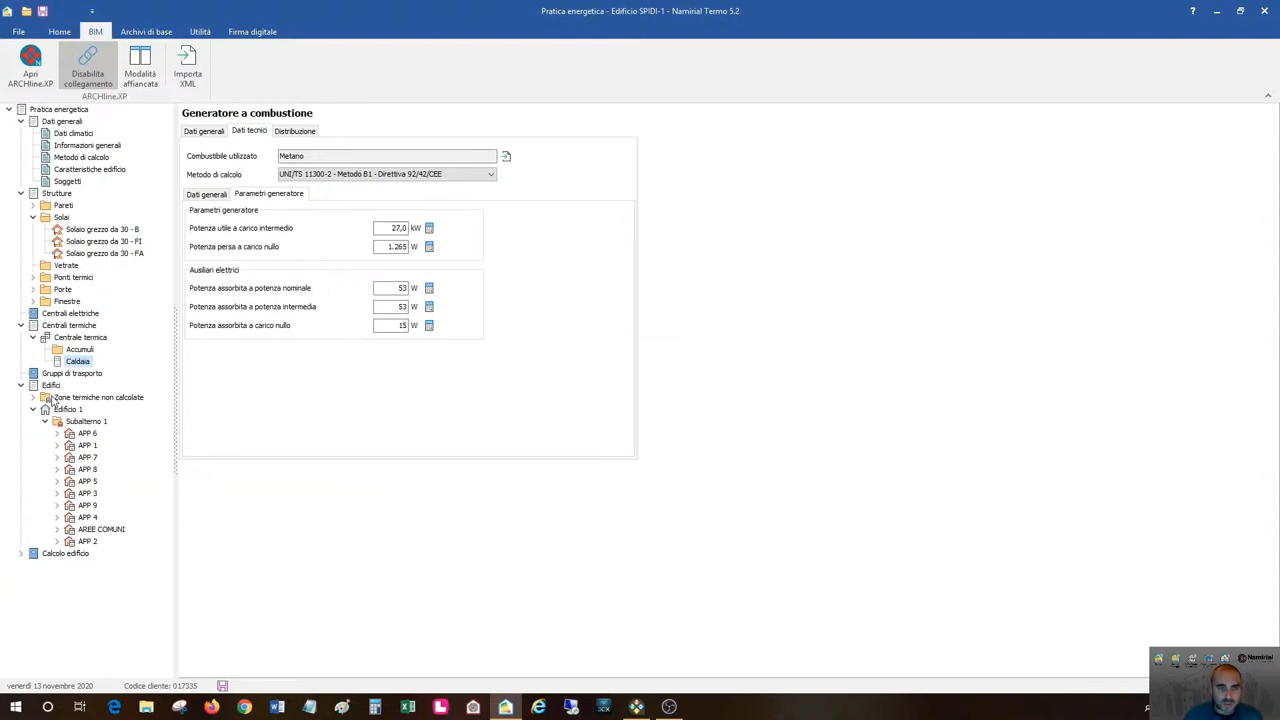 Pratica energetica - Edificio SPIDI-1 - Namirial Termo 5.2
File Home BIM Archivi di base Utilità Firma digitale
Apri ARCHline.XP
Disabilita collegamento
Modalità affiancata
Importa XML
ARCHline.XP
Pratica energetica
Dati generali
Dati climatici
Informazioni generali
Metodo di calcolo
Caratteristiche edificio
Soggetti
Strutture
Pareti
Solai
Solaio grezzo da 30 - B
Solaio grezzo da 30 - FI
Solaio grezzo da 30 - FA
Vetrate
Ponti termici
Porte
Finestre
Centrali elettriche
Centrali termiche
Centrale termica
Accumuli
Caldaia
Gruppi di trasporto
Edifici
Zone termiche non calcolate
Edificio 1
Subalterno 1
APP 6
APP 1
APP 7
APP 8
APP 5
APP 3
APP 9
APP 4
AREE COMUNI
APP 2
Calcolo edificio
Generatore a combustione
Dati generali Dati tecnici Distribuzione
Combustibile utilizzato Metano
Metodo di calcolo UNI/TS 11300-2 - Metodo B1 - Direttiva 92/42/CEE
Dati generali Parametri generatore
Parametri generatore
Potenza utile a carico intermedio 27,0 kW
Potenza persa a carico nullo 1.265 W
Ausiliari elettrici
Potenza assorbita a potenza nominale 53 W
Potenza assorbita a potenza intermedia 53 W
Potenza assorbita a carico nullo 15 W
venerdì 13 novembre 2020 Codice cliente: 017335
Namirial